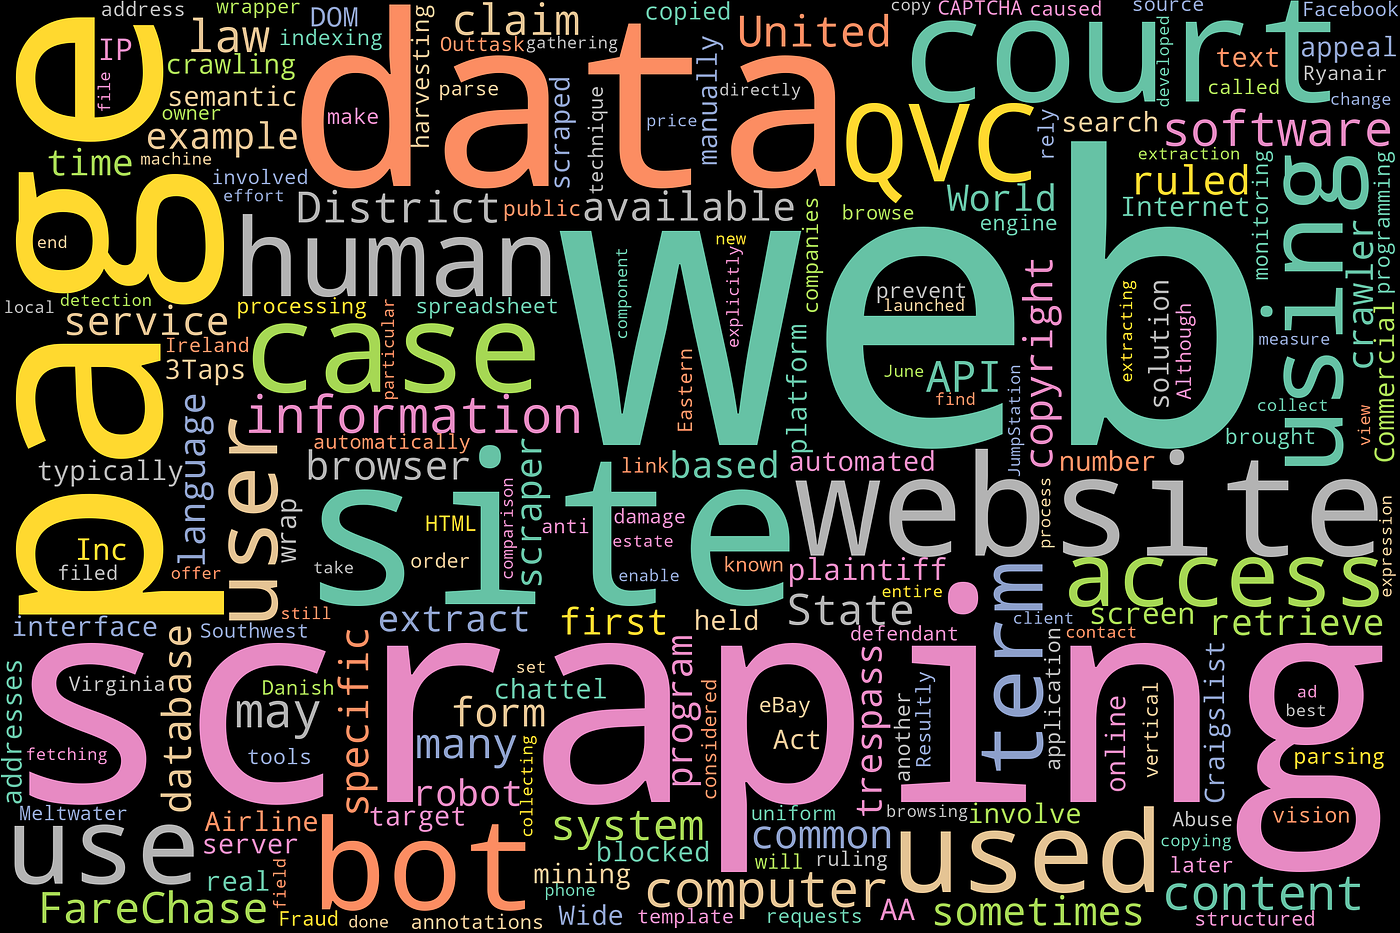 address
wrapper
DOM
claim
copied
copy
CAPTCHA
caused
source
Facebook
page
IP
file
law
indexing
harvesting
Outtask
gathering
United
court
developed
text
appeal
crawling
data
parse
scraped
technique
manually
directly
called
Ryanair
change
semantic
owner
example
make
price
QVC
rely
search
software
time
machine
involved
effort
District
public
available
browse
World
engine
extraction
ruled
Internet
monitoring
using
programming
end
human
web
component
new
explicitly
companies
prevent
launched
copyright
extracting
solution
Although
crawler
local
detection
processing
spreadsheet
service
case
particular
Ireland
3Taps
platform
Eastern
June
API
find
JumpStation
measure
Commercial
collect
view
brought
information
language
user
automatically
typically
browser
link
based
automated
number
site
scraper
comparison
wrap
HTML
anti
damage
estate
website
process
expression
Inc
filed
offer
take
order
enable
known
plaintiff
entire
access
term
State
still
interface
Southwest
extract
first
held
defendant
client
contact
screen
retrieve
scraping
addresses
Virginia
database
Danish
may
specific
set
chattel
form
many
program
considered
eBay
Act
trespass
another
Resultly
application
online
vertical
Craigslist
ad
best
fetching
tools
collecting
parsing
robot
target
Meltwater
use
Airline
server
bot
system
blocked
uniform
common
will
ruling
browsing
involve
used
Abuse
copying
later
vision
real
field
mining
phone
computer
content
FareChase
Fraud
done
annotations
Wide
template
requests
AA
sometimes
structured